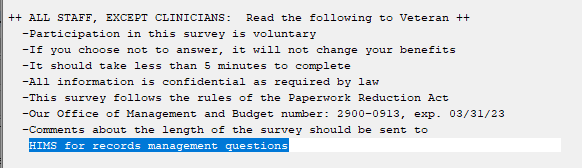 ++ ALL STAFF, EXCEPT CLINICIANS:  Read the following to Veteran ++
-Participation in this survey is voluntary
-If you choose not to answer, it will not change your benefits
-It should take less than 5 minutes to complete
-All information is confidential as required by law
-This survey follows the rules of the Paperwork Reduction Act
-Our Office of Management and Budget number: 2900-0913, exp. 03/31/23
-Comments about the length of the survey should be sent to
HIMS for records management questions